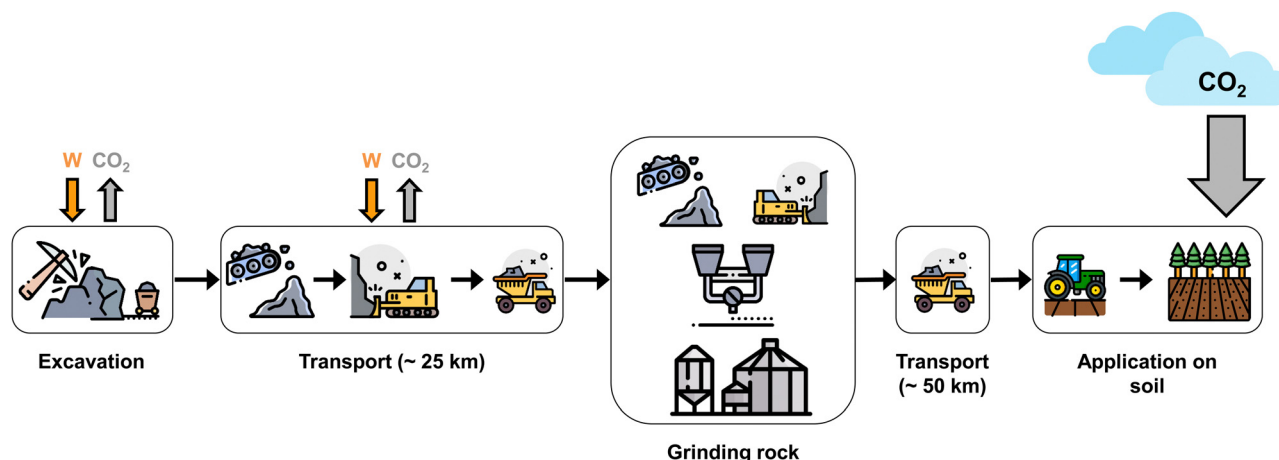 CO₂
W CO₂
W CO₂
Excavation
Transport (~ 25 km)
Grinding rock
Transport
(~ 50 km)
Application on
soil